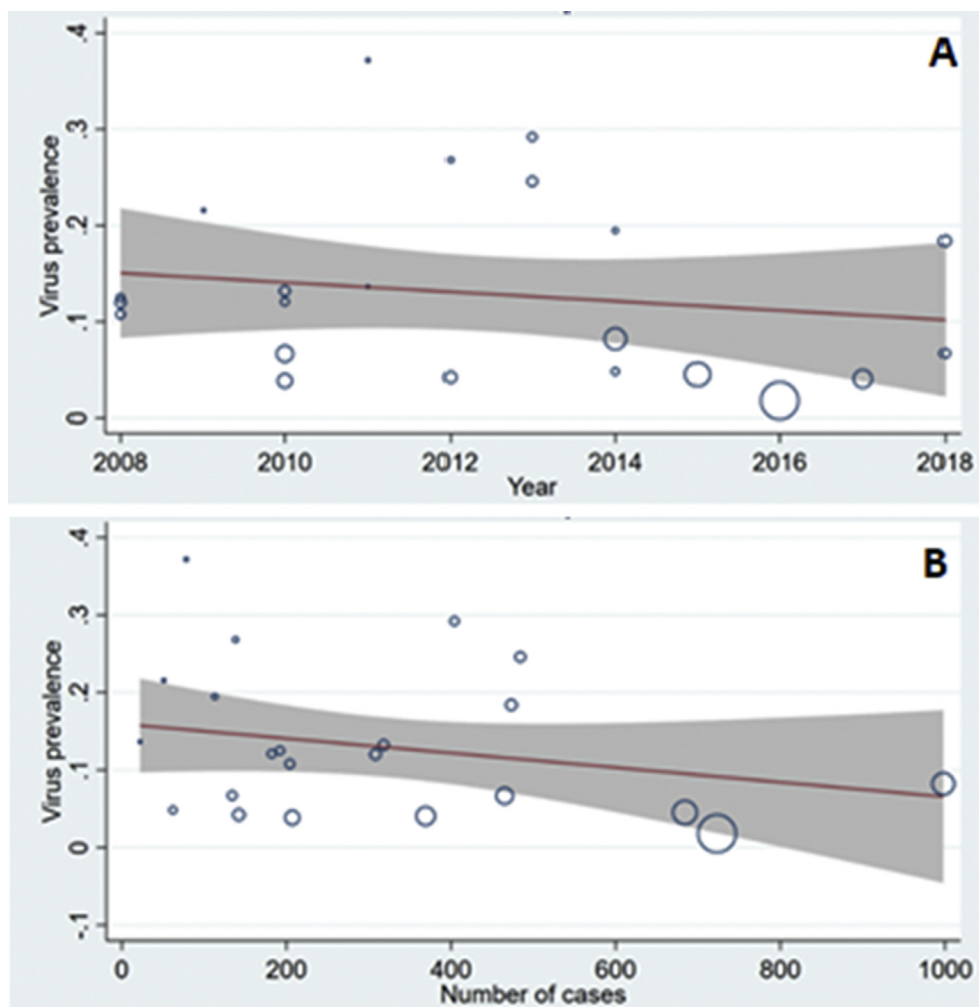 A
Virus prevalence
.4
.3
.2
.1
0
2008 2010 2012 2014 2016 2018
Year
B
Virus prevalence
.4
.3
.2
.1
0
-.1
0 200 400 600 800 1000
Number of cases